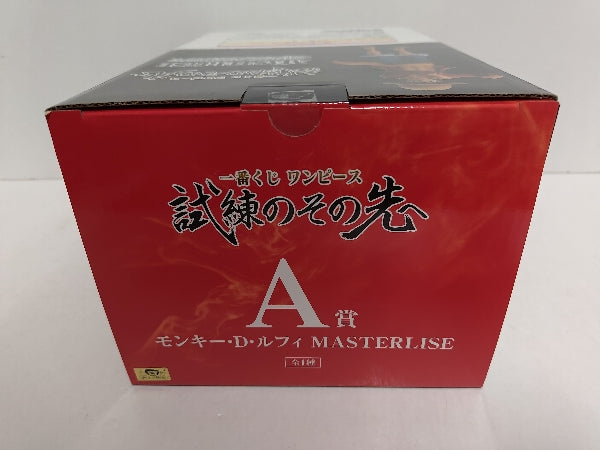 一番くじ ワンピース
試練のその先へ
A賞
モンキー・D・ルフィ MASTERLISE
全1種